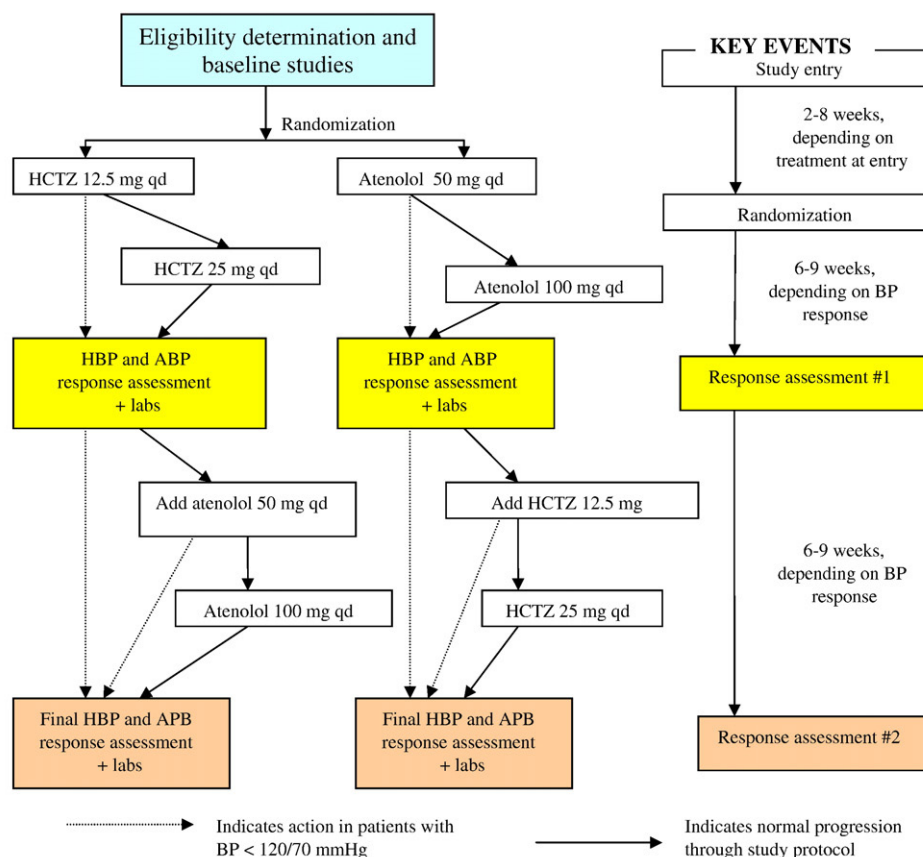 Eligibility determination and
baseline studies
Randomization
HCTZ 12.5 mg qd
Atenolol 50 mg qd
HCTZ 25 mg qd
Atenolol 100 mg qd
HBP and ABP
response assessment
+ labs
HBP and ABP
response assessment
+ labs
Add atenolol 50 mg qd
Add HCTZ 12.5 mg
Atenolol 100 mg qd
HCTZ 25 mg qd
Final HBP and APB
response assessment
+ labs
Final HBP and APB
response assessment
+ labs
KEY EVENTS
Study entry
2-8 weeks,
depending on
treatment at entry
Randomization
6-9 weeks,
depending on BP
response
Response assessment #1
6-9 weeks,
depending on BP
response
Response assessment #2
Indicates action in patients with
BP < 120/70 mmHg
Indicates normal progression
through study protocol